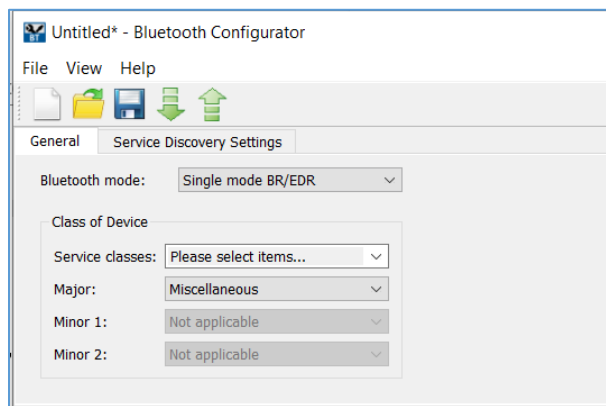 Untitled* - Bluetooth Configurator
File View Help
General Service Discovery Settings
Bluetooth mode: Single mode BR/EDR
Class of Device
Service classes: Please select items...
Major: Miscellaneous
Minor 1: Not applicable
Minor 2: Not applicable